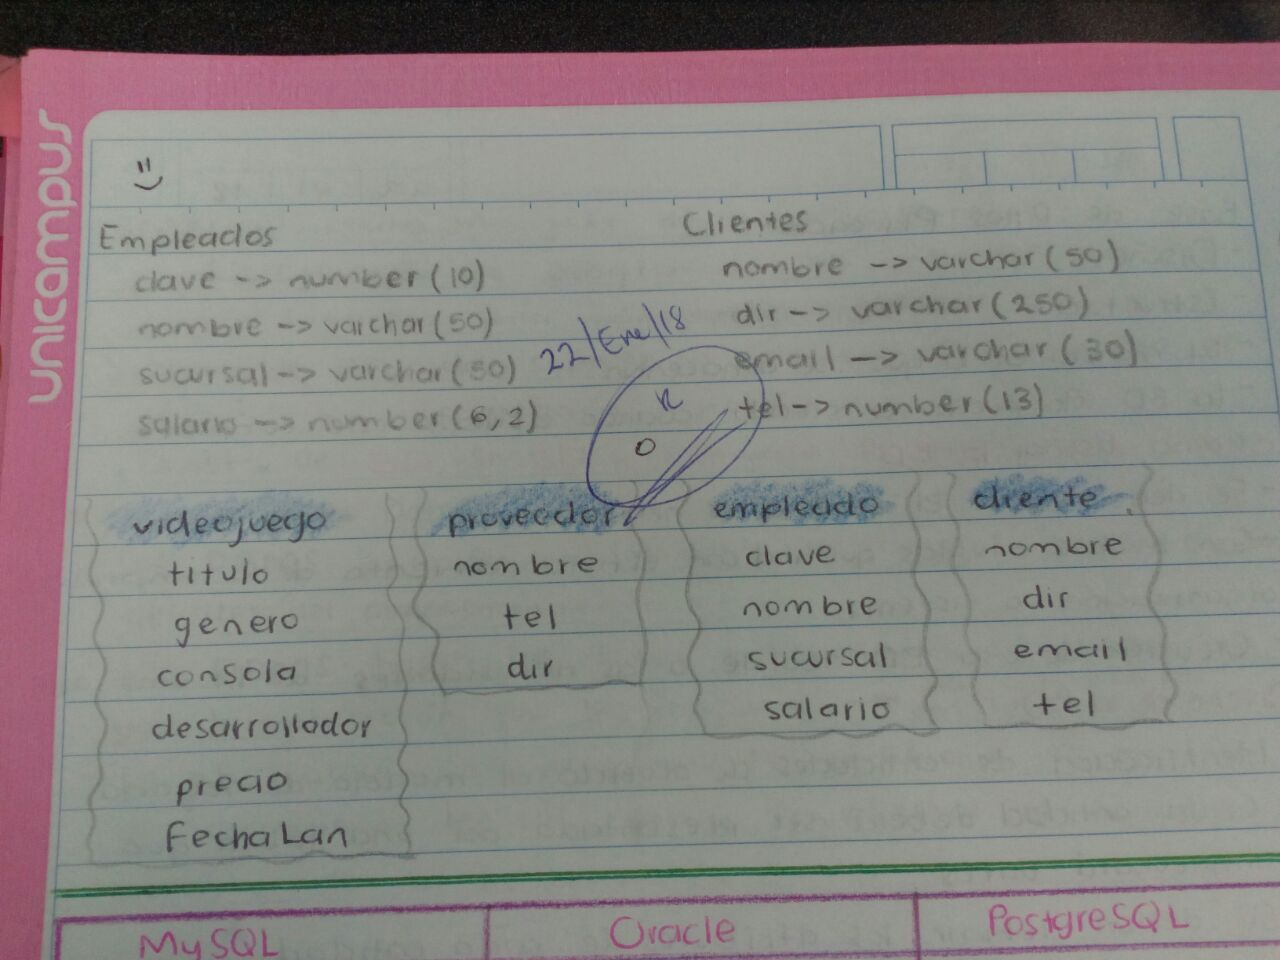 unicampus
Empleados
clave -> number(10)
nombre -> varchar(50)
sucursal -> varchar(50)
salario -> number(6,2)
Clientes
nombre -> varchar(50)
dir -> varchar(250)
email -> varchar(30)
tel -> number(13)
22/Ene/18
videojuego
titulo
genero
consola
desarrollador
precio
FechaLan
proveedor
nombre
tel
dir
empleado
clave
nombre
sucursal
salario
cliente
nombre
dir
email
tel
MySQL
Oracle
PostgreSQL